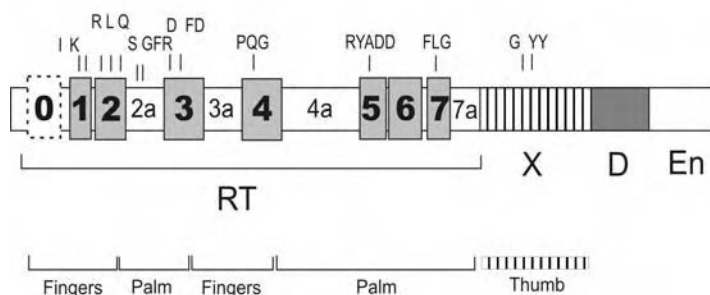 R L Q D FD
I K S GFR PQG RYADD FLG G YY
0 1 2 2a 3 3a 4 4a 5 6 7 7a
X D En
RT
Fingers Palm Fingers Palm Thumb